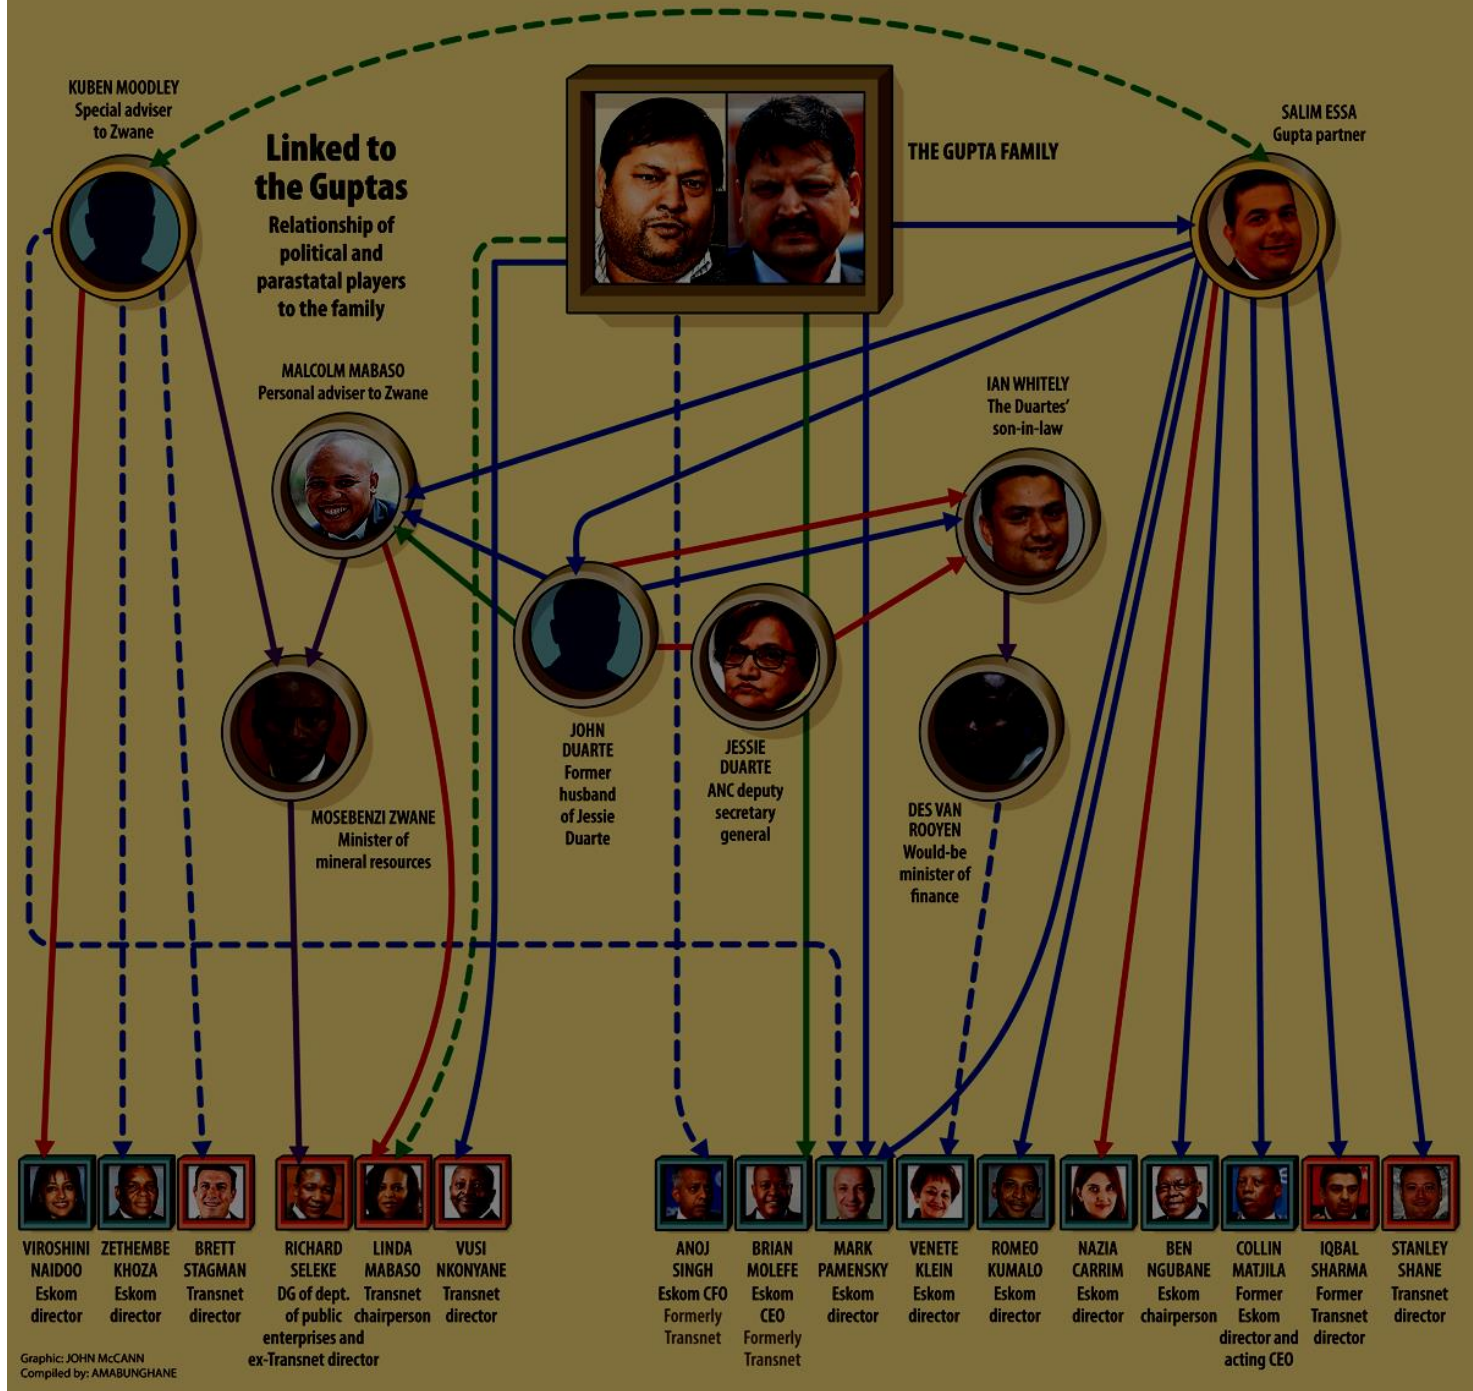 KUBEN MOODLEY
Special adviser
to Zwane
Linked to
the Guptas
Relationship of
political and
parastatal players
to the family
THE GUPTA FAMILY
SALIM ESSA
Gupta partner
MALCOLM MABASO
Personal adviser to Zwane
IAN WHITELY
The Duartes'
son-in-law
MOSEBENZI ZWANE
Minister of
mineral resources
JOHN
DUARTE
Former
husband
of Jessie
Duarte
JESSIE
DUARTE
ANC deputy
secretary
general
DES VAN
ROOYEN
Would-be
minister of
finance
VIROSHINI
NAIDOO
Eskom
director
ZETHEMBE
KHOZA
Eskom
director
BRETT
STAGMAN
Transnet
director
RICHARD
SELEKE
DG of dept.
of public
enterprises and
ex-Transnet director
LINDA
MABASO
Transnet
chairperson
VUSI
NKONYANE
Transnet
director
ANOJ
SINGH
Eskom CFO
Formerly
Transnet
BRIAN
MOLEFE
Eskom
CEO
Formerly
Transnet
MARK
PAMENSKY
Eskom
director
VENETE
KLEIN
Eskom
director
ROMEO
KUMALO
Eskom
director
NAZIA
CARRIM
Eskom
director
BEN
NGUBANE
Eskom
chairperson
COLLIN
MATJILA
Former
Eskom
director and
acting CEO
IQBAL
SHARMA
Former
Transnet
director
STANLEY
SHANE
Transnet
director
Graphic: JOHN McCANN
Compiled by: AMABUNGHANE